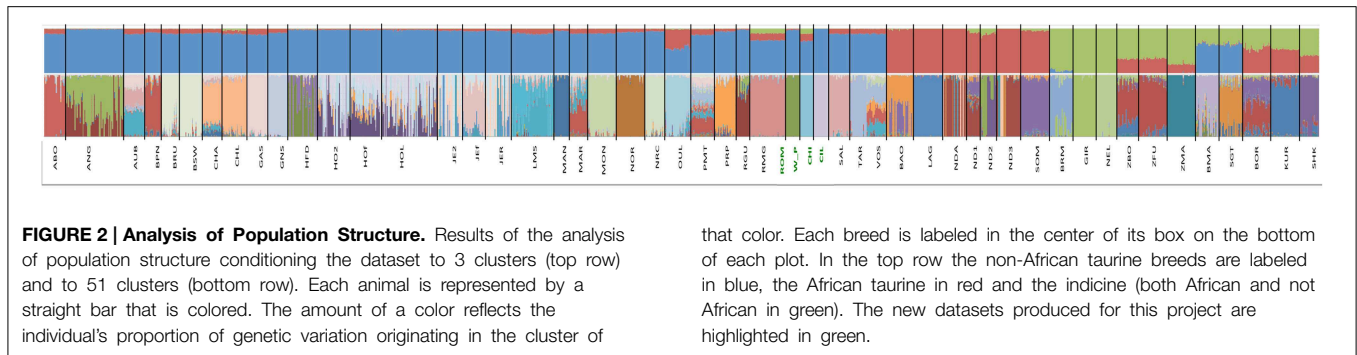 ABO ANG AUB BPN BRU BSW CHA CHL GAS GNS HFD HO2 HOF HOL JE2 JEF JER LMS MAN MAR MON NOR NRC OUL PMT PRP RGU RMG ROM W_P CHI CIL SAL TAR VOS BAO LAG NDA ND1 ND2 ND3 SOM BRM GIR NEL ZBO ZFU ZMA BMA SGT BOR KUR SHK
FIGURE 2 | Analysis of Population Structure. Results of the analysis
of population structure conditioning the dataset to 3 clusters (top row)
and to 51 clusters (bottom row). Each animal is represented by a
straight bar that is colored. The amount of a color reflects the
individual's proportion of genetic variation originating in the cluster of
that color. Each breed is labeled in the center of its box on the bottom
of each plot. In the top row the non-African taurine breeds are labeled
in blue, the African taurine in red and the indicine (both African and not
African in green). The new datasets produced for this project are
highlighted in green.